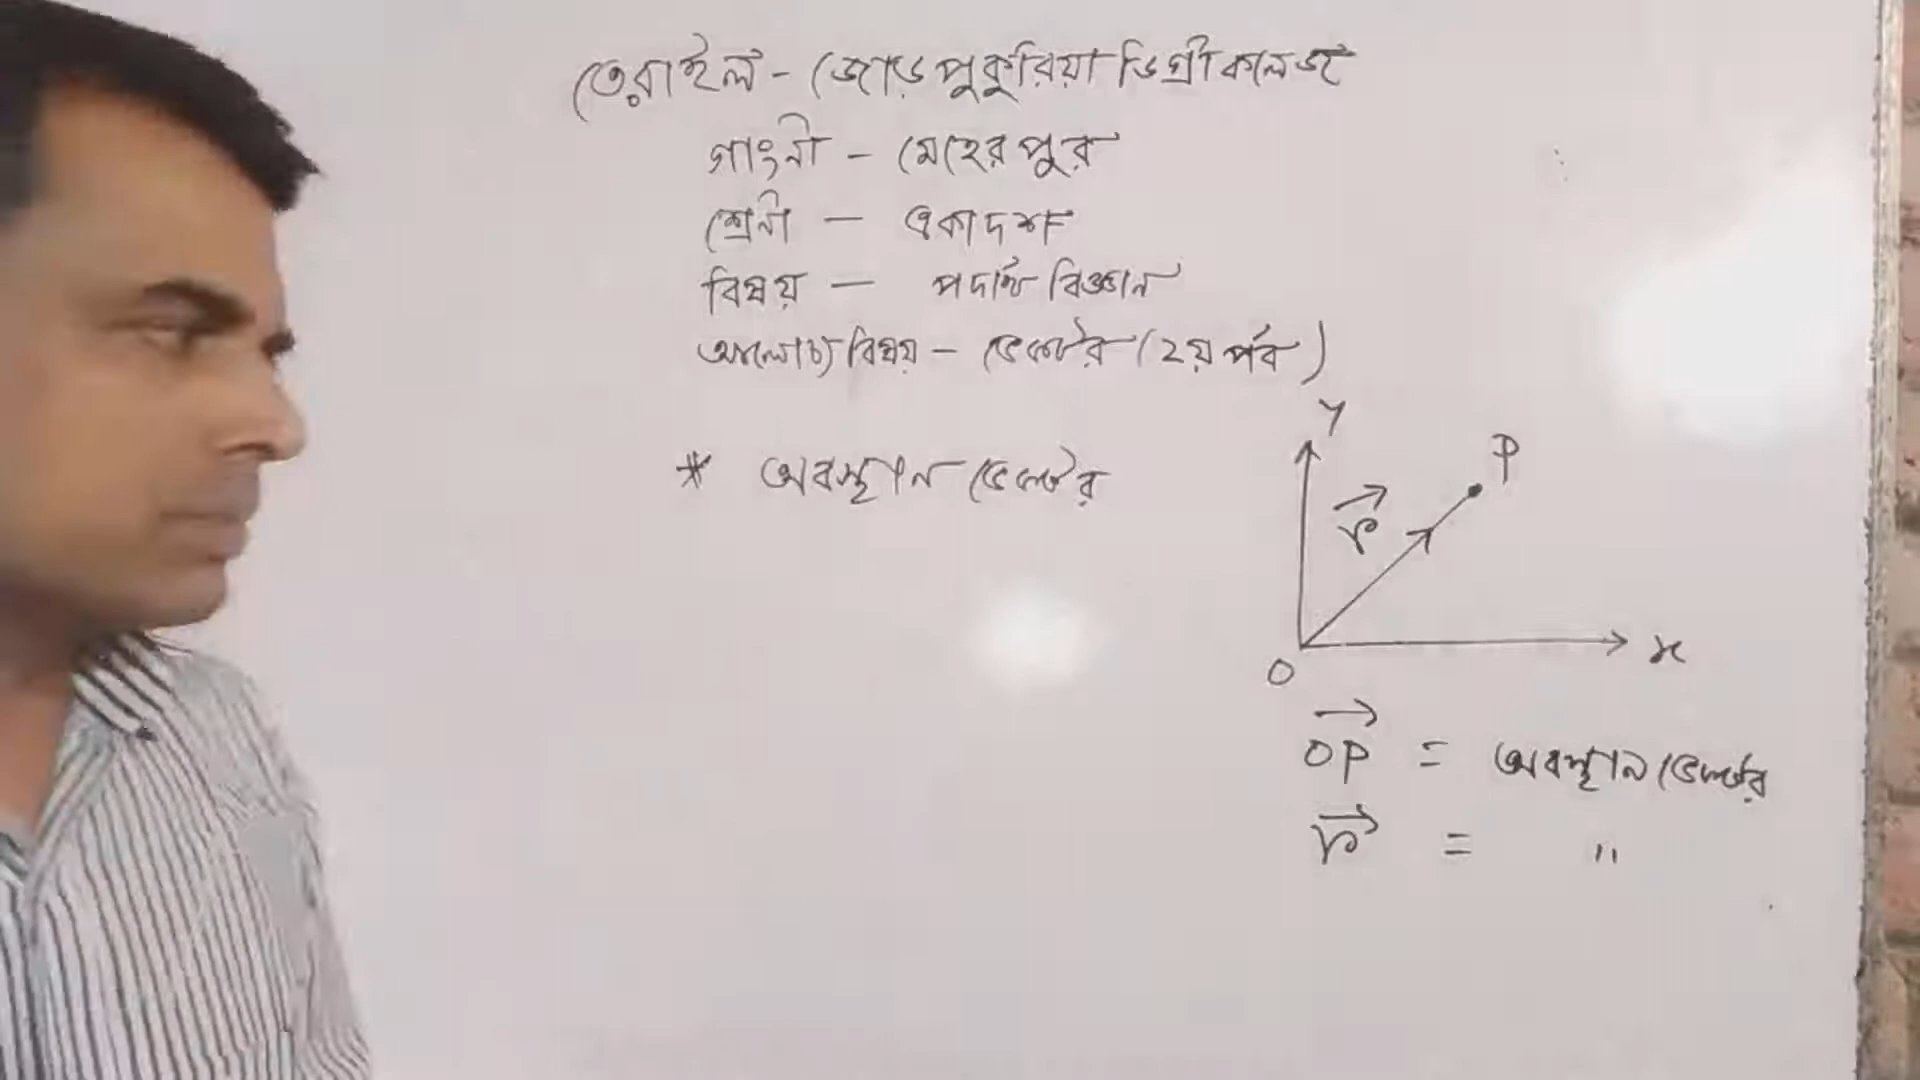 তেরাইল - জোড়পুকুরিয়া ডিগ্রী কলেজ
গাংনী - মেহেরপুর
শ্রেনী - একাদশ
বিষয় - পদার্থ বিজ্ঞান
আলোচ্য বিষয় - ভেক্টর (২য় পর্ব)
* অবস্থান ভেক্টর
Y
P
r→
O
x
OP→ = অবস্থান ভেক্টর
r→ = "